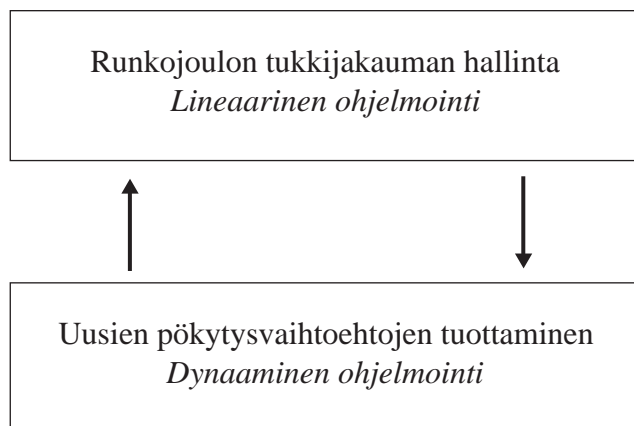 Runkojoulon tukkijakauman hallinta
Lineaarinen ohjelmointi
Uusien pökytysvaihtoehtojen tuottaminen
Dynaaminen ohjelmointi